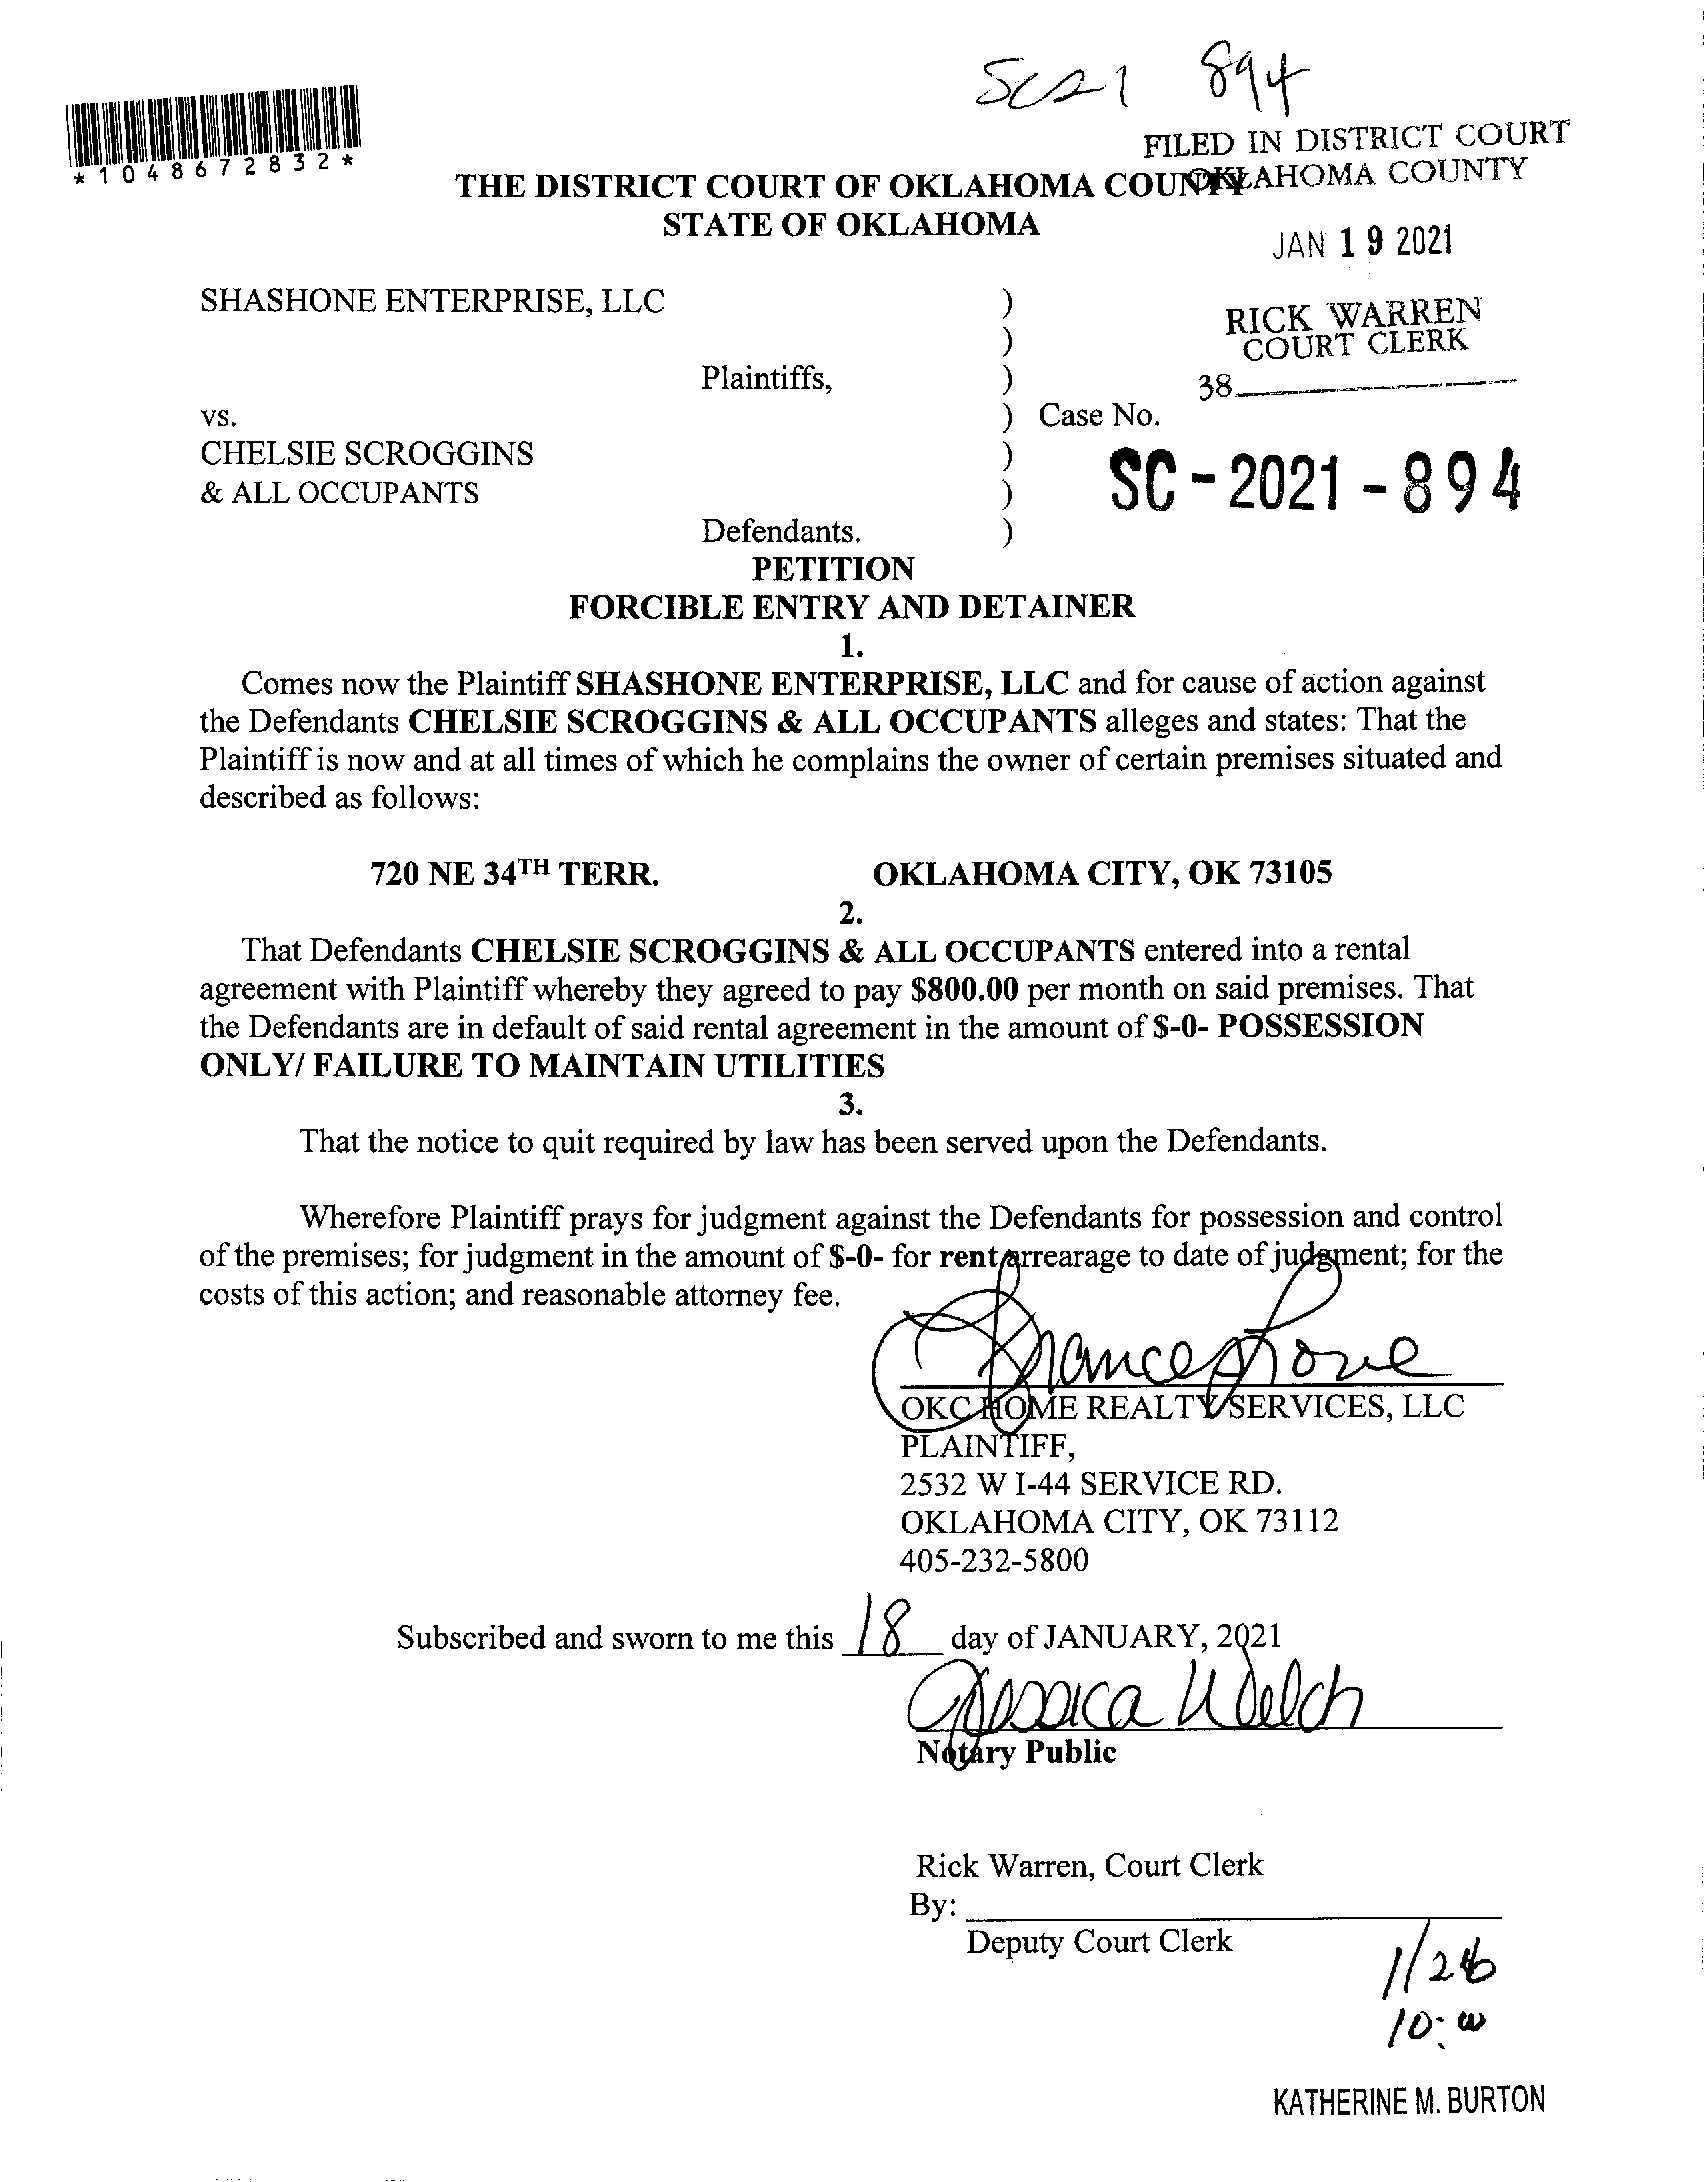 SC21 894
*1048672832*
FILED IN DISTRICT COURT
OKLAHOMA COUNTY
THE DISTRICT COURT OF OKLAHOMA COUNTY
STATE OF OKLAHOMA
JAN 19 2021
SHASHONE ENTERPRISE, LLC )
RICK WARREN
COURT CLERK
)
Plaintiffs, )
38
vs. ) Case No.
CHELSIE SCROGGINS )
SC-2021-894
& ALL OCCUPANTS )
Defendants. )
PETITION
FORCIBLE ENTRY AND DETAINER
1.
Comes now the Plaintiff SHASHONE ENTERPRISE, LLC and for cause of action against
the Defendants CHELSIE SCROGGINS & ALL OCCUPANTS alleges and states: That the
Plaintiff is now and at all times of which he complains the owner of certain premises situated and
described as follows:
720 NE 34TH TERR. OKLAHOMA CITY, OK 73105
2.
That Defendants CHELSIE SCROGGINS & ALL OCCUPANTS entered into a rental
agreement with Plaintiff whereby they agreed to pay $800.00 per month on said premises. That
the Defendants are in default of said rental agreement in the amount of $-0- POSSESSION
ONLY/ FAILURE TO MAINTAIN UTILITIES
3.
That the notice to quit required by law has been served upon the Defendants.
Wherefore Plaintiff prays for judgment against the Defendants for possession and control
of the premises; for judgment in the amount of $-0- for rent arrearage to date of judgment; for the
costs of this action; and reasonable attorney fee.
OKC HOME REALTY SERVICES, LLC
PLAINTIFF,
2532 W I-44 SERVICE RD.
OKLAHOMA CITY, OK 73112
405-232-5800
Subscribed and sworn to me this 18 day of JANUARY, 2021
Jessica Welch
Notary Public
Rick Warren, Court Clerk
By:
Deputy Court Clerk
1/26
10:00
KATHERINE M. BURTON